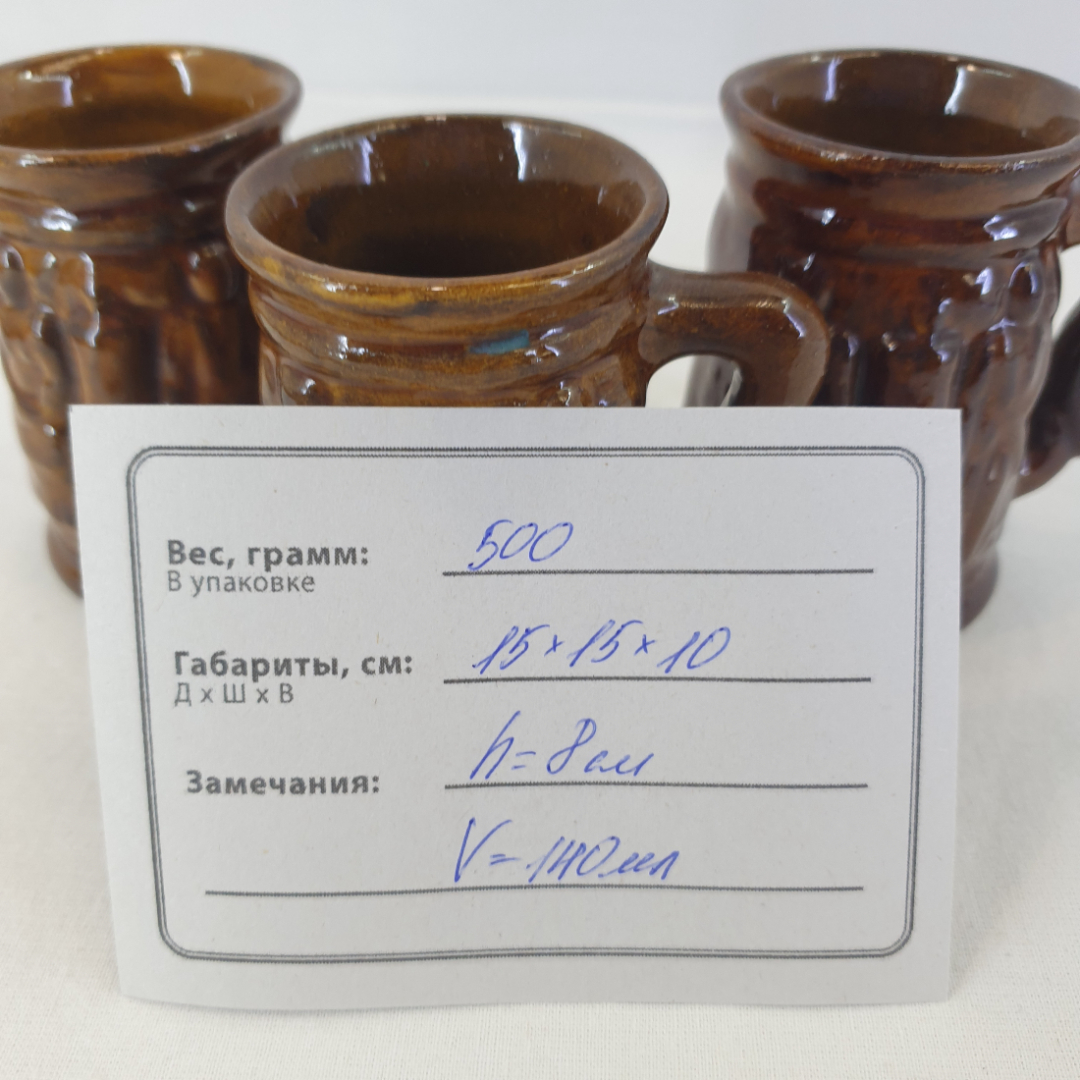 Вес, грамм: 500
В упаковке
Габариты, см: 15×15×10
Д х Ш х В
Замечания: h=8см
V=140мл